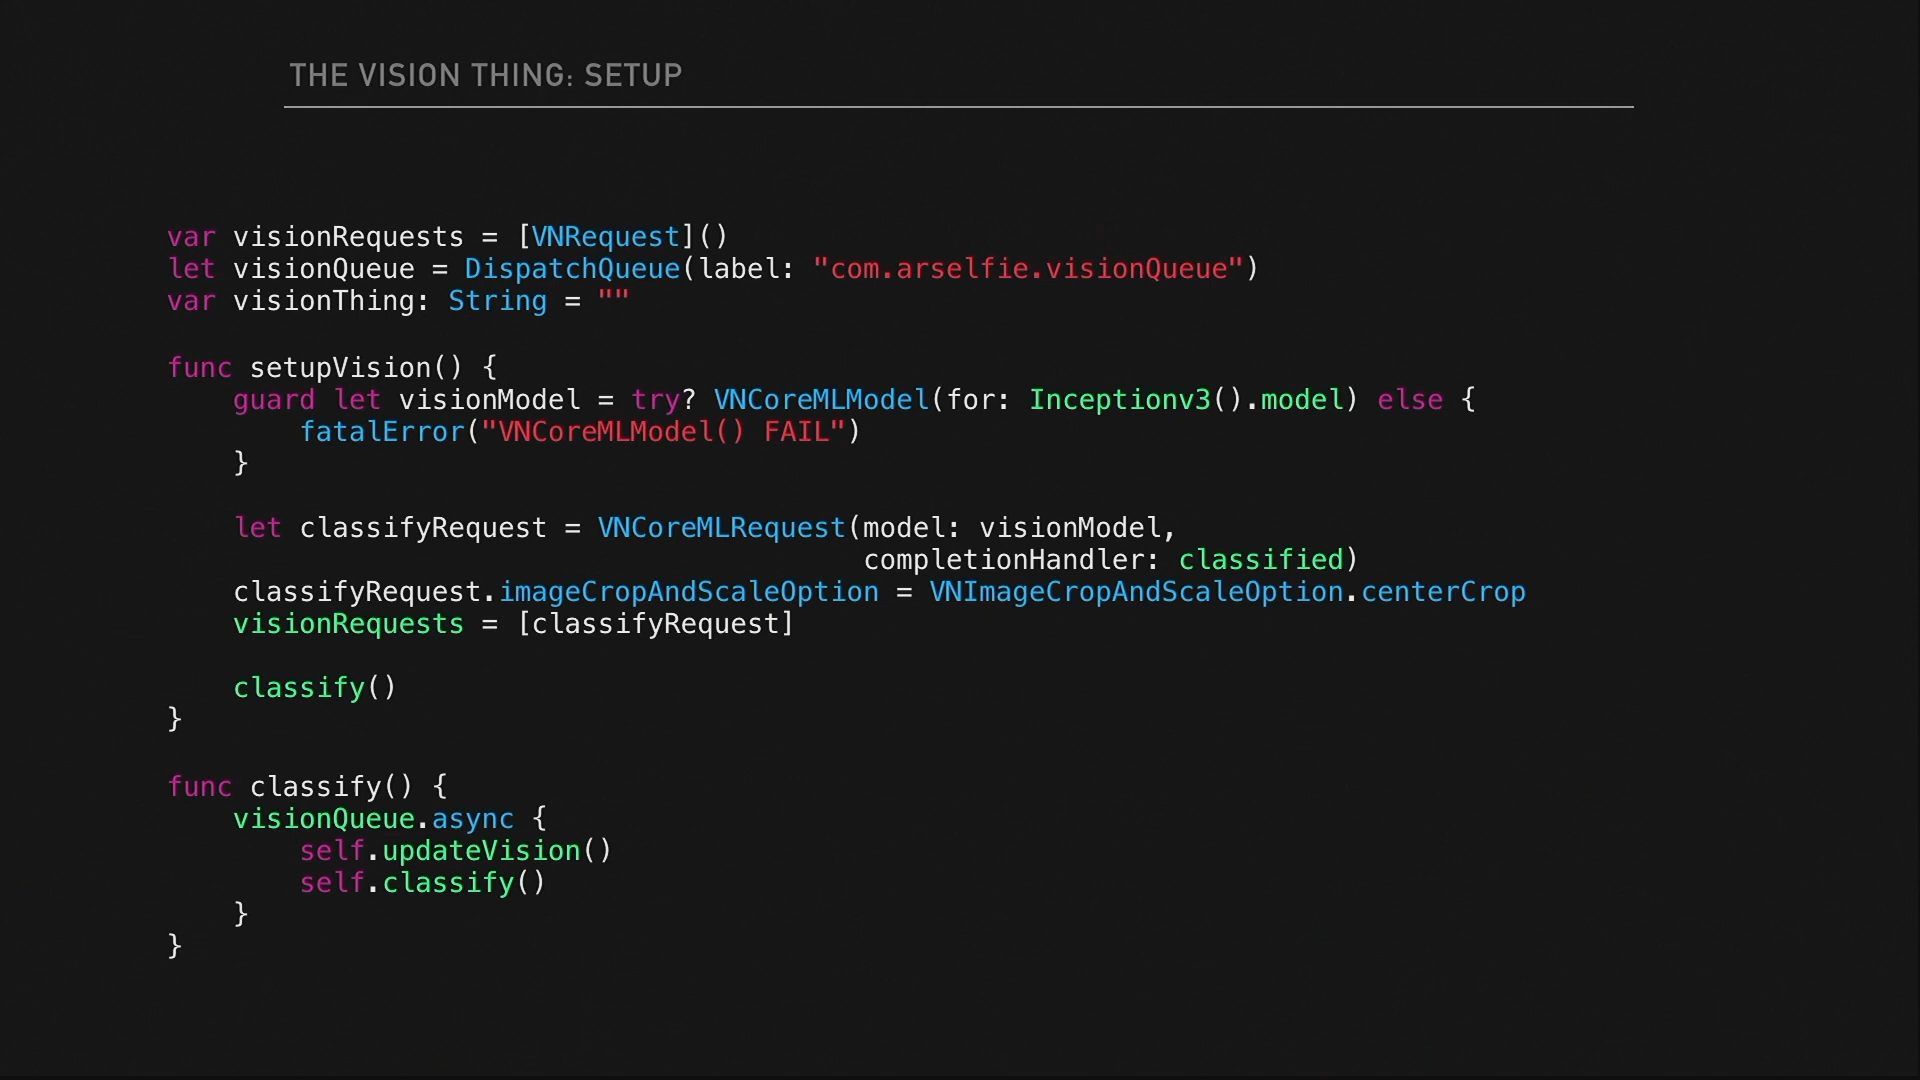 THE VISION THING: SETUP
var visionRequests = [VNRequest]()
let visionQueue = DispatchQueue(label: "com.arselfie.visionQueue")
var visionThing: String = ""
func setupVision() {
    guard let visionModel = try? VNCoreMLModel(for: Inceptionv3().model) else {
        fatalError("VNCoreMLModel() FAIL")
    }
    let classifyRequest = VNCoreMLRequest(model: visionModel,
                                          completionHandler: classified)
    classifyRequest.imageCropAndScaleOption = VNImageCropAndScaleOption.centerCrop
    visionRequests = [classifyRequest]
    classify()
}
func classify() {
    visionQueue.async {
        self.updateVision()
        self.classify()
    }
}